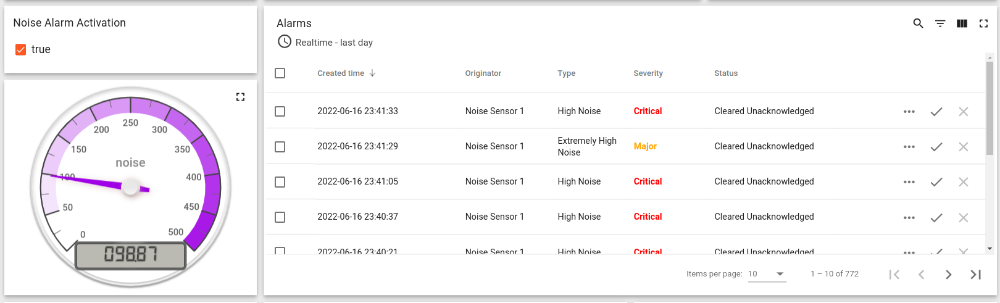 Noise Alarm Activation
true
Alarms
Realtime - last day
Created time Originator Type Severity Status
2022-06-16 23:41:33 Noise Sensor 1 High Noise Critical Cleared Unacknowledged
2022-06-16 23:41:29 Noise Sensor 1 Extremely High Noise Major Cleared Unacknowledged
2022-06-16 23:41:05 Noise Sensor 1 High Noise Critical Cleared Unacknowledged
2022-06-16 23:40:37 Noise Sensor 1 High Noise Critical Cleared Unacknowledged
2022-06-16 23:40:21 Noise Sensor 1 High Noise Critical Cleared Unacknowledged
Items per page: 10 1 – 10 of 772
noise
0
50
100
150
200
250
300
350
400
450
500
098.87